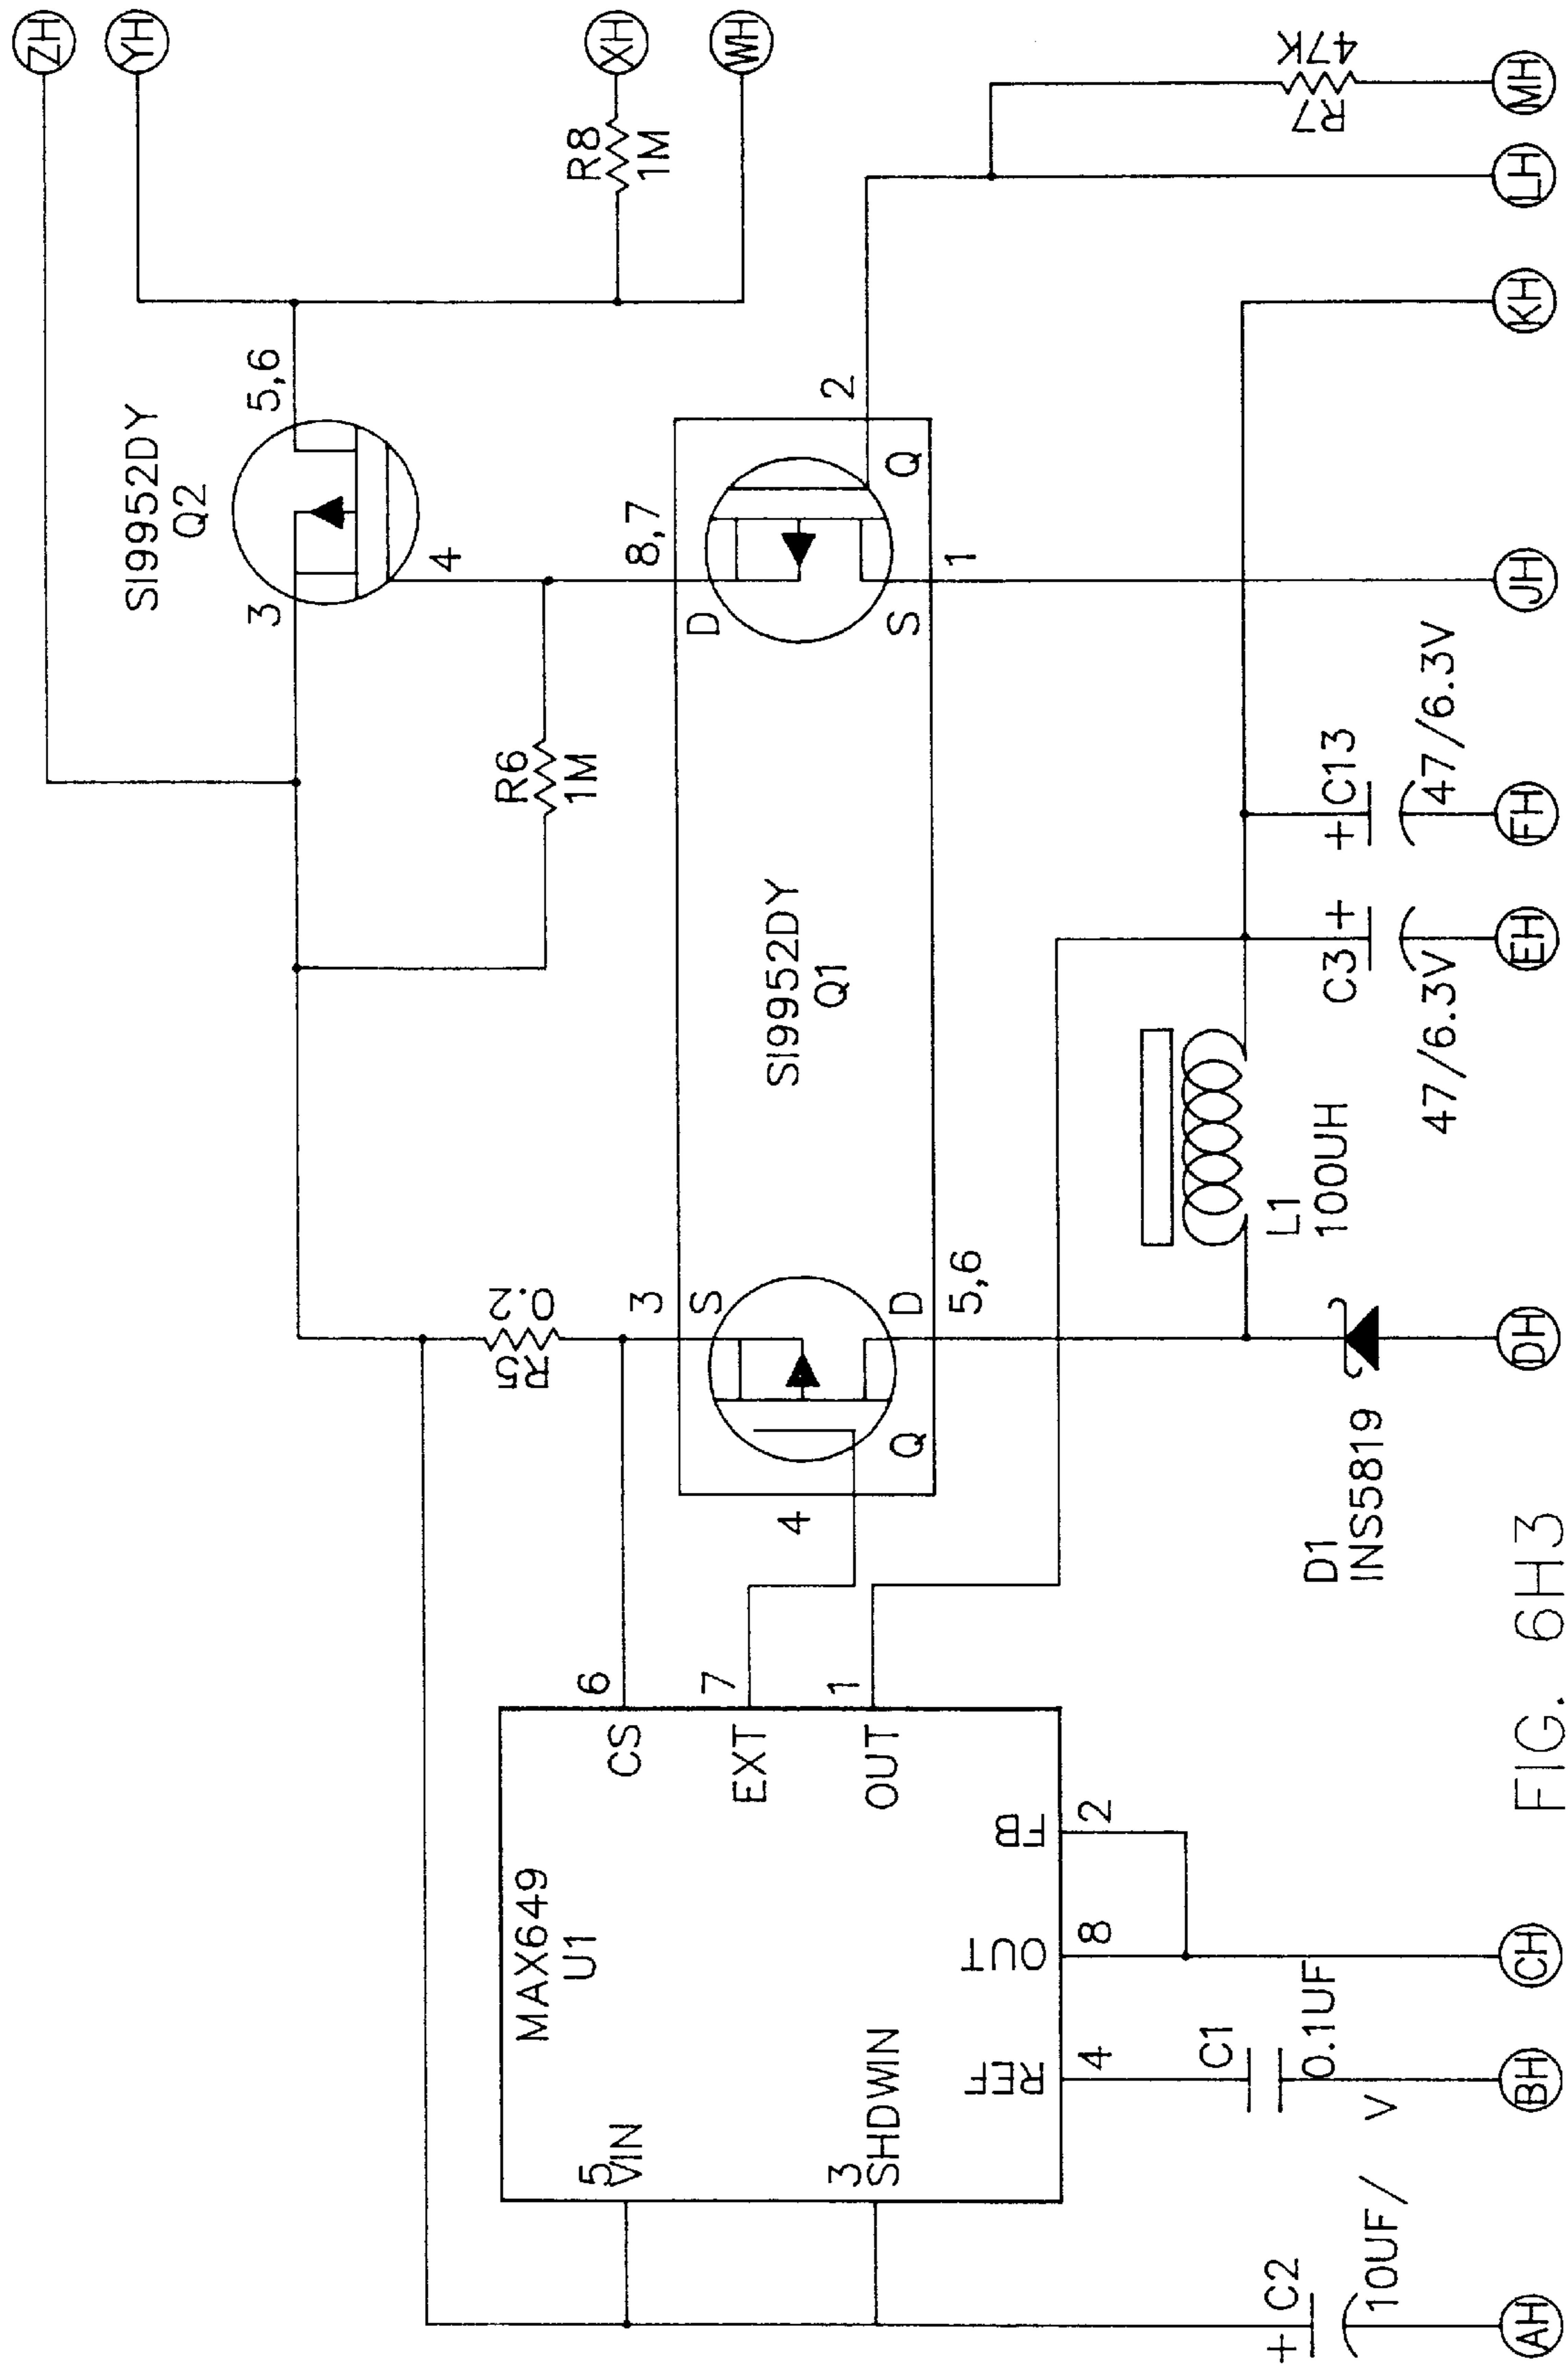 ZH
YH
XH
WH
R8
1M
R7
47K
MH
LH
KH
SI9952DY
Q2
5,6
3
4
8,7
2
D
Q
S
1
JH
R6
1M
SI9952DY
Q1
C13
+
47/6.3V
FH
C3
+
47/6.3V
EH
L1
100UH
R5
0.2
3
S
D
5,6
Q
4
D1
INS5819
DH
MAX649
U1
6
CS
7
EXT
1
OUT
FB
2
OUT
8
CH
REF
4
C1
0.1UF
BH
5
VIN
3
SHDWIN
C2
+
10UF/ V
AH
FIG. 6H3